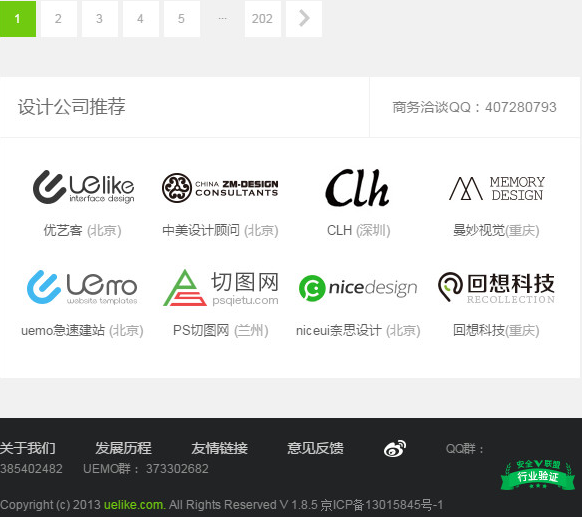 1 2 3 4 5 ... 202
设计公司推荐 商务洽谈QQ：407280793
uelike interface design
CHINA ZM-DESIGN CONSULTANTS
Clh
MEMORY DESIGN
优艺客 (北京) 中美设计顾问 (北京) CLH (深圳) 曼妙视觉(重庆)
uemo website tamplates
切图网 psqietu.com
nicedesign
回想科技 RECOLLECTION
uemo急速建站 (北京) PS切图网 (兰州) niceui奈思设计 (北京) 回想科技(重庆)
关于我们 发展历程 友情链接 意见反馈 QQ群：
385402482 UEMO群： 373302682
安全V联盟
行业验证
Copyright (c) 2013 uelike.com. All Rights Reserved V 1.8.5 京ICP备13015845号-1